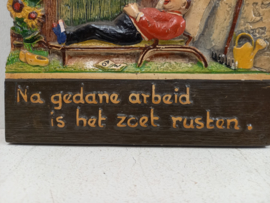 Na gedane arbeid
is het zoet rusten.